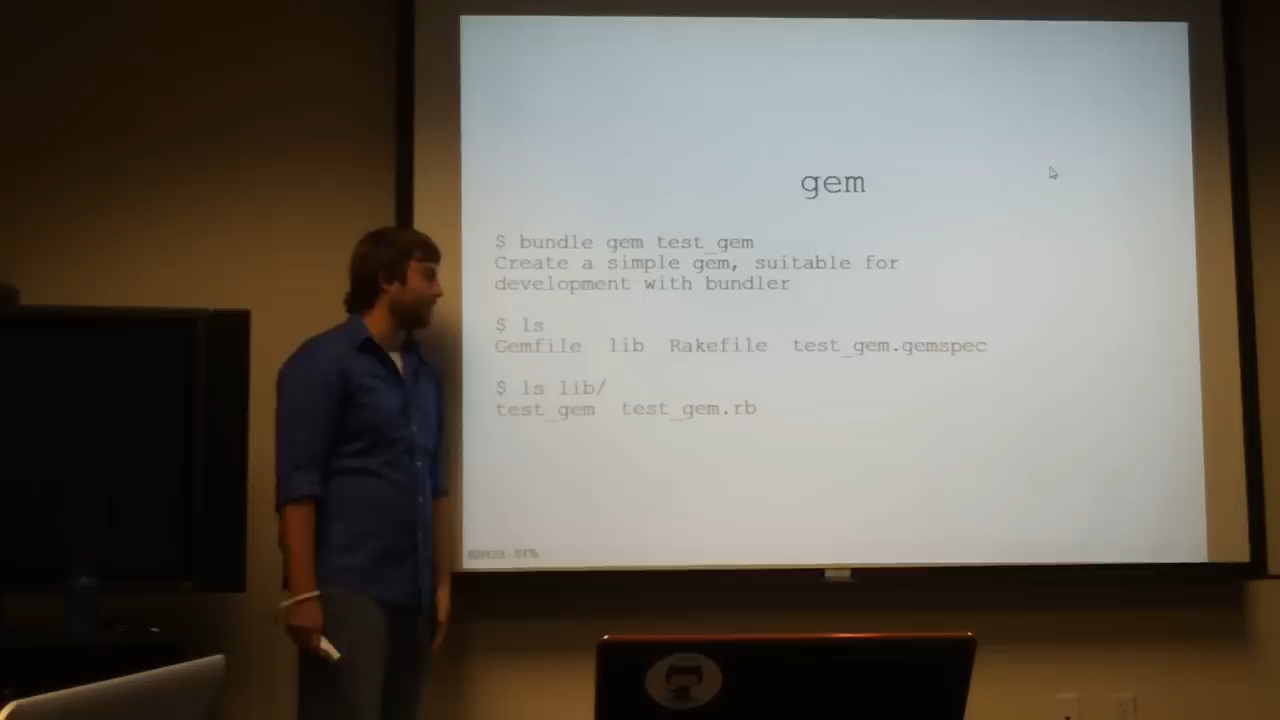 gem
$ bundle gem test_gem
Create a simple gem, suitable for
development with bundler
$ ls
Gemfile lib Rakefile test_gem.gemspec
$ ls lib/
test_gem test_gem.rb